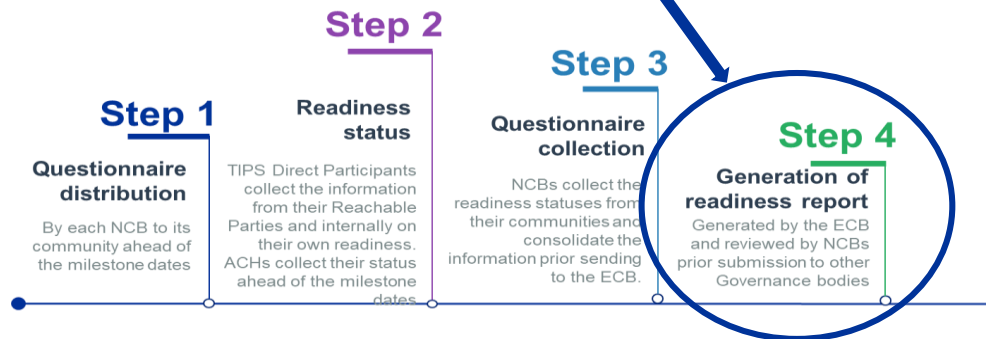 Step 1
Questionnaire
distribution
By each NCB to its
community ahead of
the milestone dates
Step 2
Readiness
status
TIPS Direct Participants
collect the information
from their Reachable
Parties and internally on
their own readiness.
ACHs collect their status
ahead of the milestone
dates
Step 3
Questionnaire
collection
NCBs collect the
readiness statuses from
their communities and
consolidate the
information prior sending
to the ECB.
Step 4
Generation of
readiness report
Generated by the ECB
and reviewed by NCBs
prior submission to other
Governance bodies